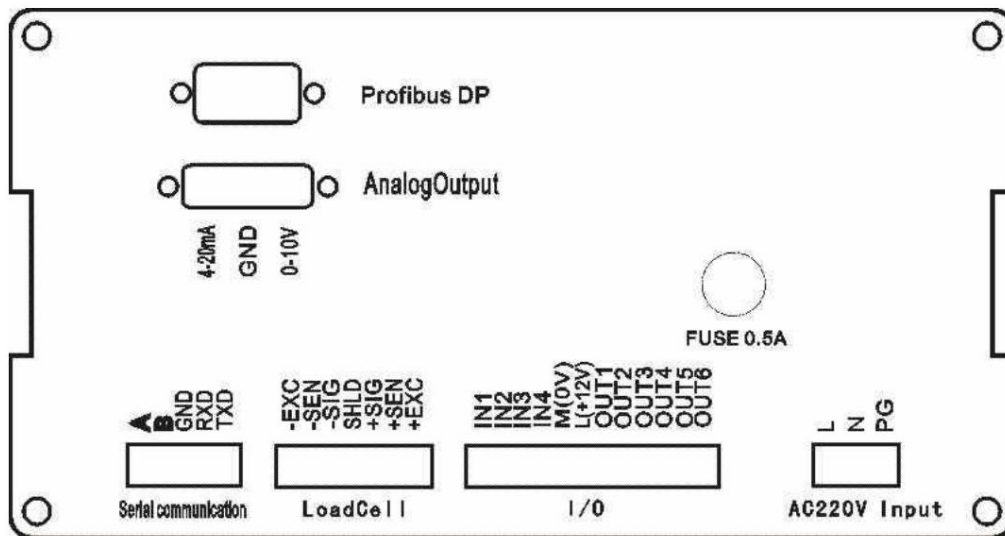 Profibus DP
AnalogOutput
4-20mA
GND
0-10V
FUSE 0.5A
A
B
GND
RXD
TXD
-EXC
-SEN
-SIG
SHLD
+SIG
+SEN
+EXC
IN1
IN2
IN3
IN4
M(0V)
L(+12V)
OUT1
OUT2
OUT3
OUT4
OUT5
OUT6
L
N
PG
Serial communication
LoadCell
I/O
AC220V Input